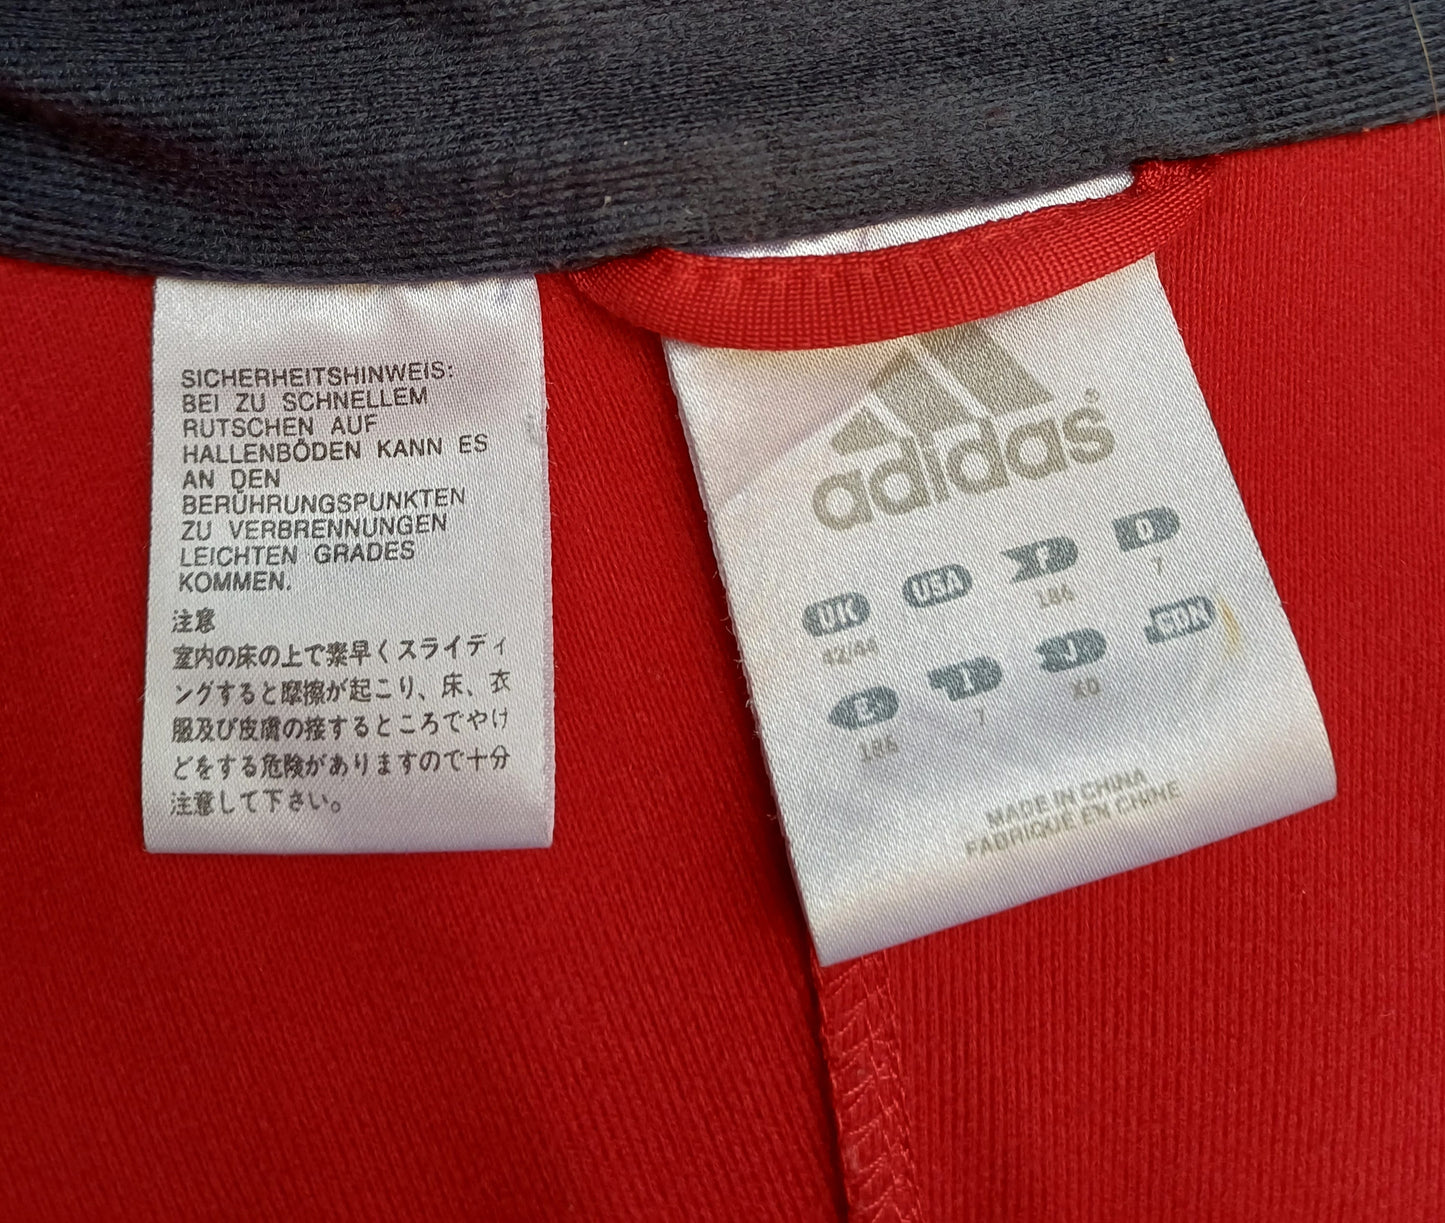 SICHERHEITSHINWEIS:
BEI ZU SCHNELLEM
RUTSCHEN AUF
HALLENBÖDEN KANN ES
AN DEN
BERÜHRUNGSPUNKTEN
ZU VERBRENNUNGEN
LEICHTEN GRADES
KOMMEN.
注意
室内の床の上で素早くスライディ
ングすると摩擦が起こり、床、衣
服及び皮膚の接するところでやけ
どをする危険がありますので十分
注意して下さい。
adidas®
UK USA F D
42/44 186 7
E I J CDN
186 7 XO
MADE IN CHINA
FABRIQUÉ EN CHINE